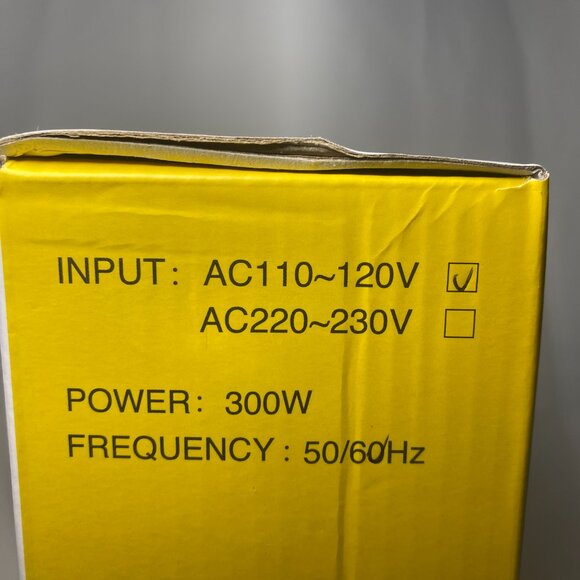 INPUT: AC110~120V ☑
AC220~230V ☐
POWER: 300W
FREQUENCY: 50/60Hz